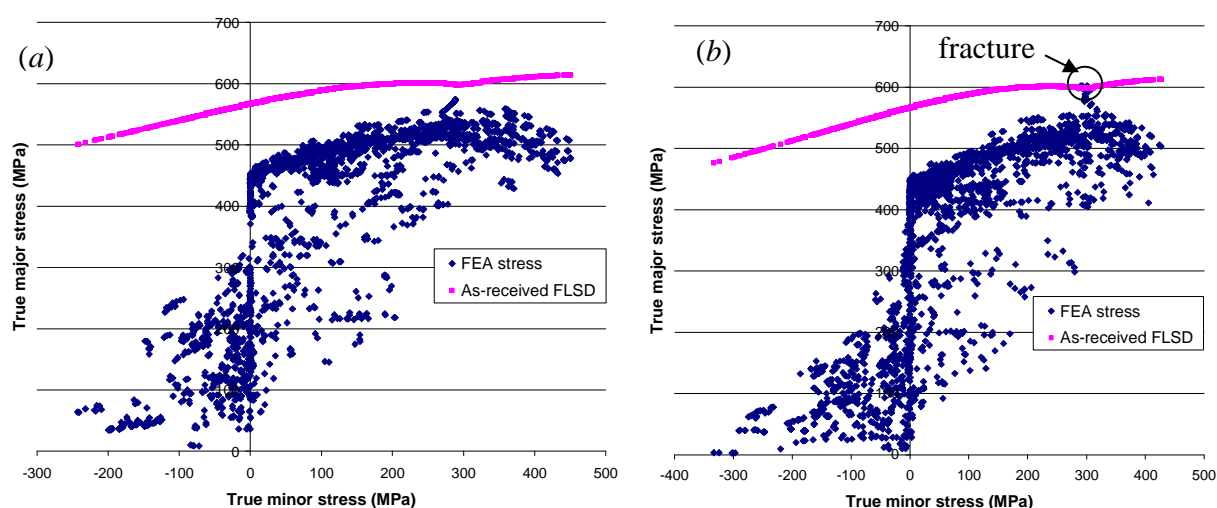 (a)
700
600
500
400
300
200
100
0
-300 -200 -100 0 100 200 300 400 500
True major stress (MPa)
True minor stress (MPa)
FEA stress
As-received FLSD
(b)
fracture
700
600
500
400
300
200
100
0
-400 -300 -200 -100 0 100 200 300 400 500
True major stress (MPa)
True minor stress (MPa)
FEA stress
As-received FLSD